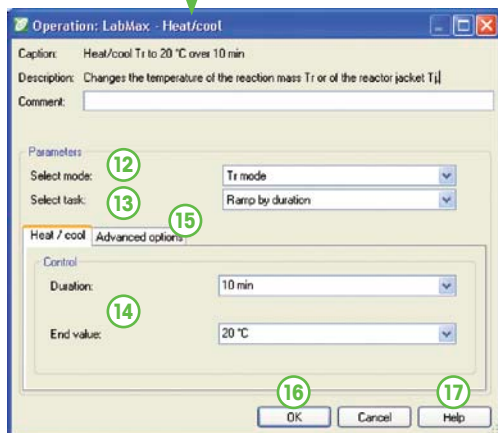 Operation: LabMax - Heat/cool
Caption: Heat/cool Tr to 20 °C over 10 min
Description: Changes the temperature of the reaction mass Tr or of the reactor jacket Tj
Comment:
Parameters
Select mode: 12 Tr mode
Select task: 13 Ramp by duration
15
Heat / cool Advanced options
Control
Duration: 10 min
14
End value: 20 °C
16 17
OK Cancel Help